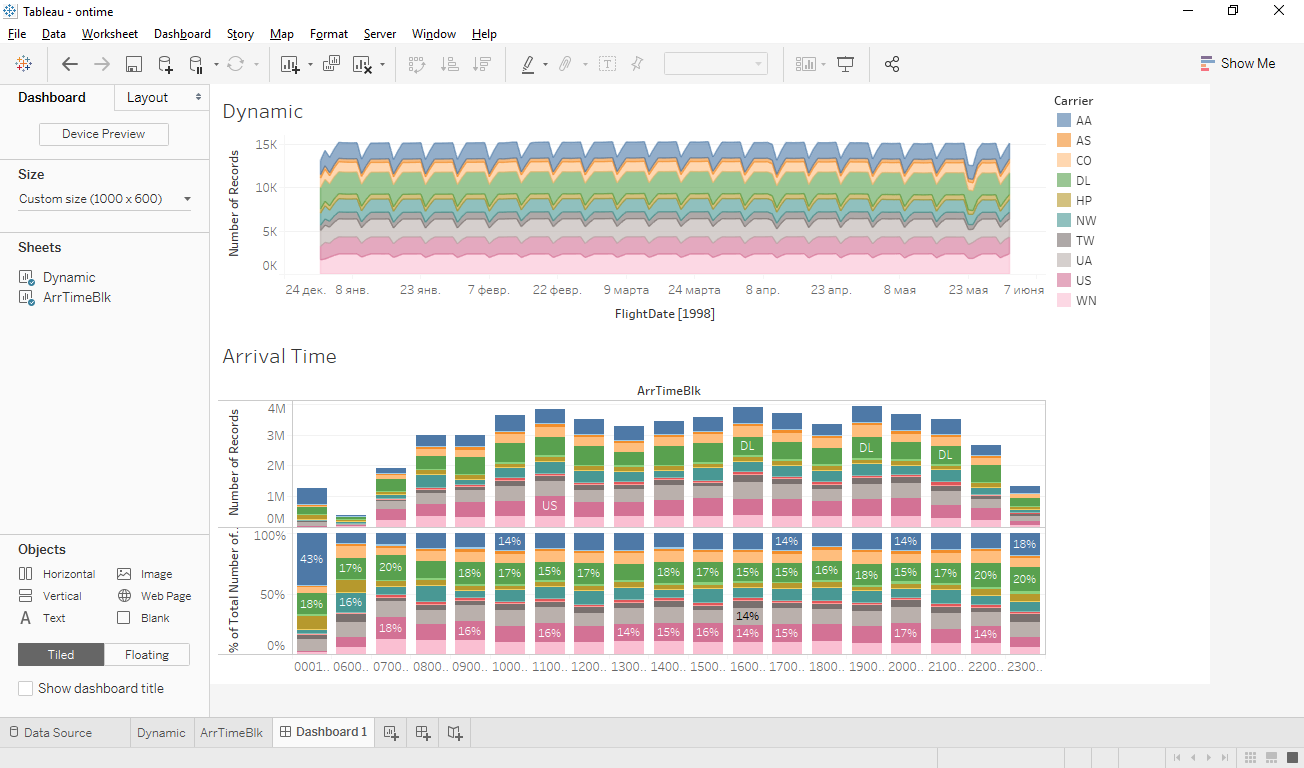 Tableau - ontime
File Data Worksheet Dashboard Story Map Format Server Window Help
Show Me
Dashboard Layout
Device Preview
Size
Custom size (1000 x 600)
Sheets
Dynamic
ArrTimeBlk
Objects
Horizontal Image
Vertical Web Page
Text Blank
Tiled Floating
Show dashboard title
Dynamic
Number of Records
15K
10K
5K
0K
24 дек. 8 янв. 23 янв. 7 февр. 22 февр. 9 марта 24 марта 8 апр. 23 апр. 8 мая 23 мая 7 июня
FlightDate [1998]
Carrier
AA
AS
CO
DL
HP
NW
TW
UA
US
WN
Arrival Time
ArrTimeBlk
Number of Records
4M
3M
2M
1M
0M
DL DL DL
US
% of Total Number of..
100%
50%
0%
14% 14% 14% 18%
43% 17% 20% 18% 17% 15% 17% 18% 17% 15% 15% 16% 18% 15% 17% 20% 20%
18% 16% 14%
18% 16% 16% 14% 15% 16% 14% 15% 17% 14%
0001.. 0600.. 0700.. 0800.. 0900.. 1000.. 1100.. 1200.. 1300.. 1400.. 1500.. 1600.. 1700.. 1800.. 1900.. 2000.. 2100.. 2200.. 2300..
Data Source Dynamic ArrTimeBlk Dashboard 1